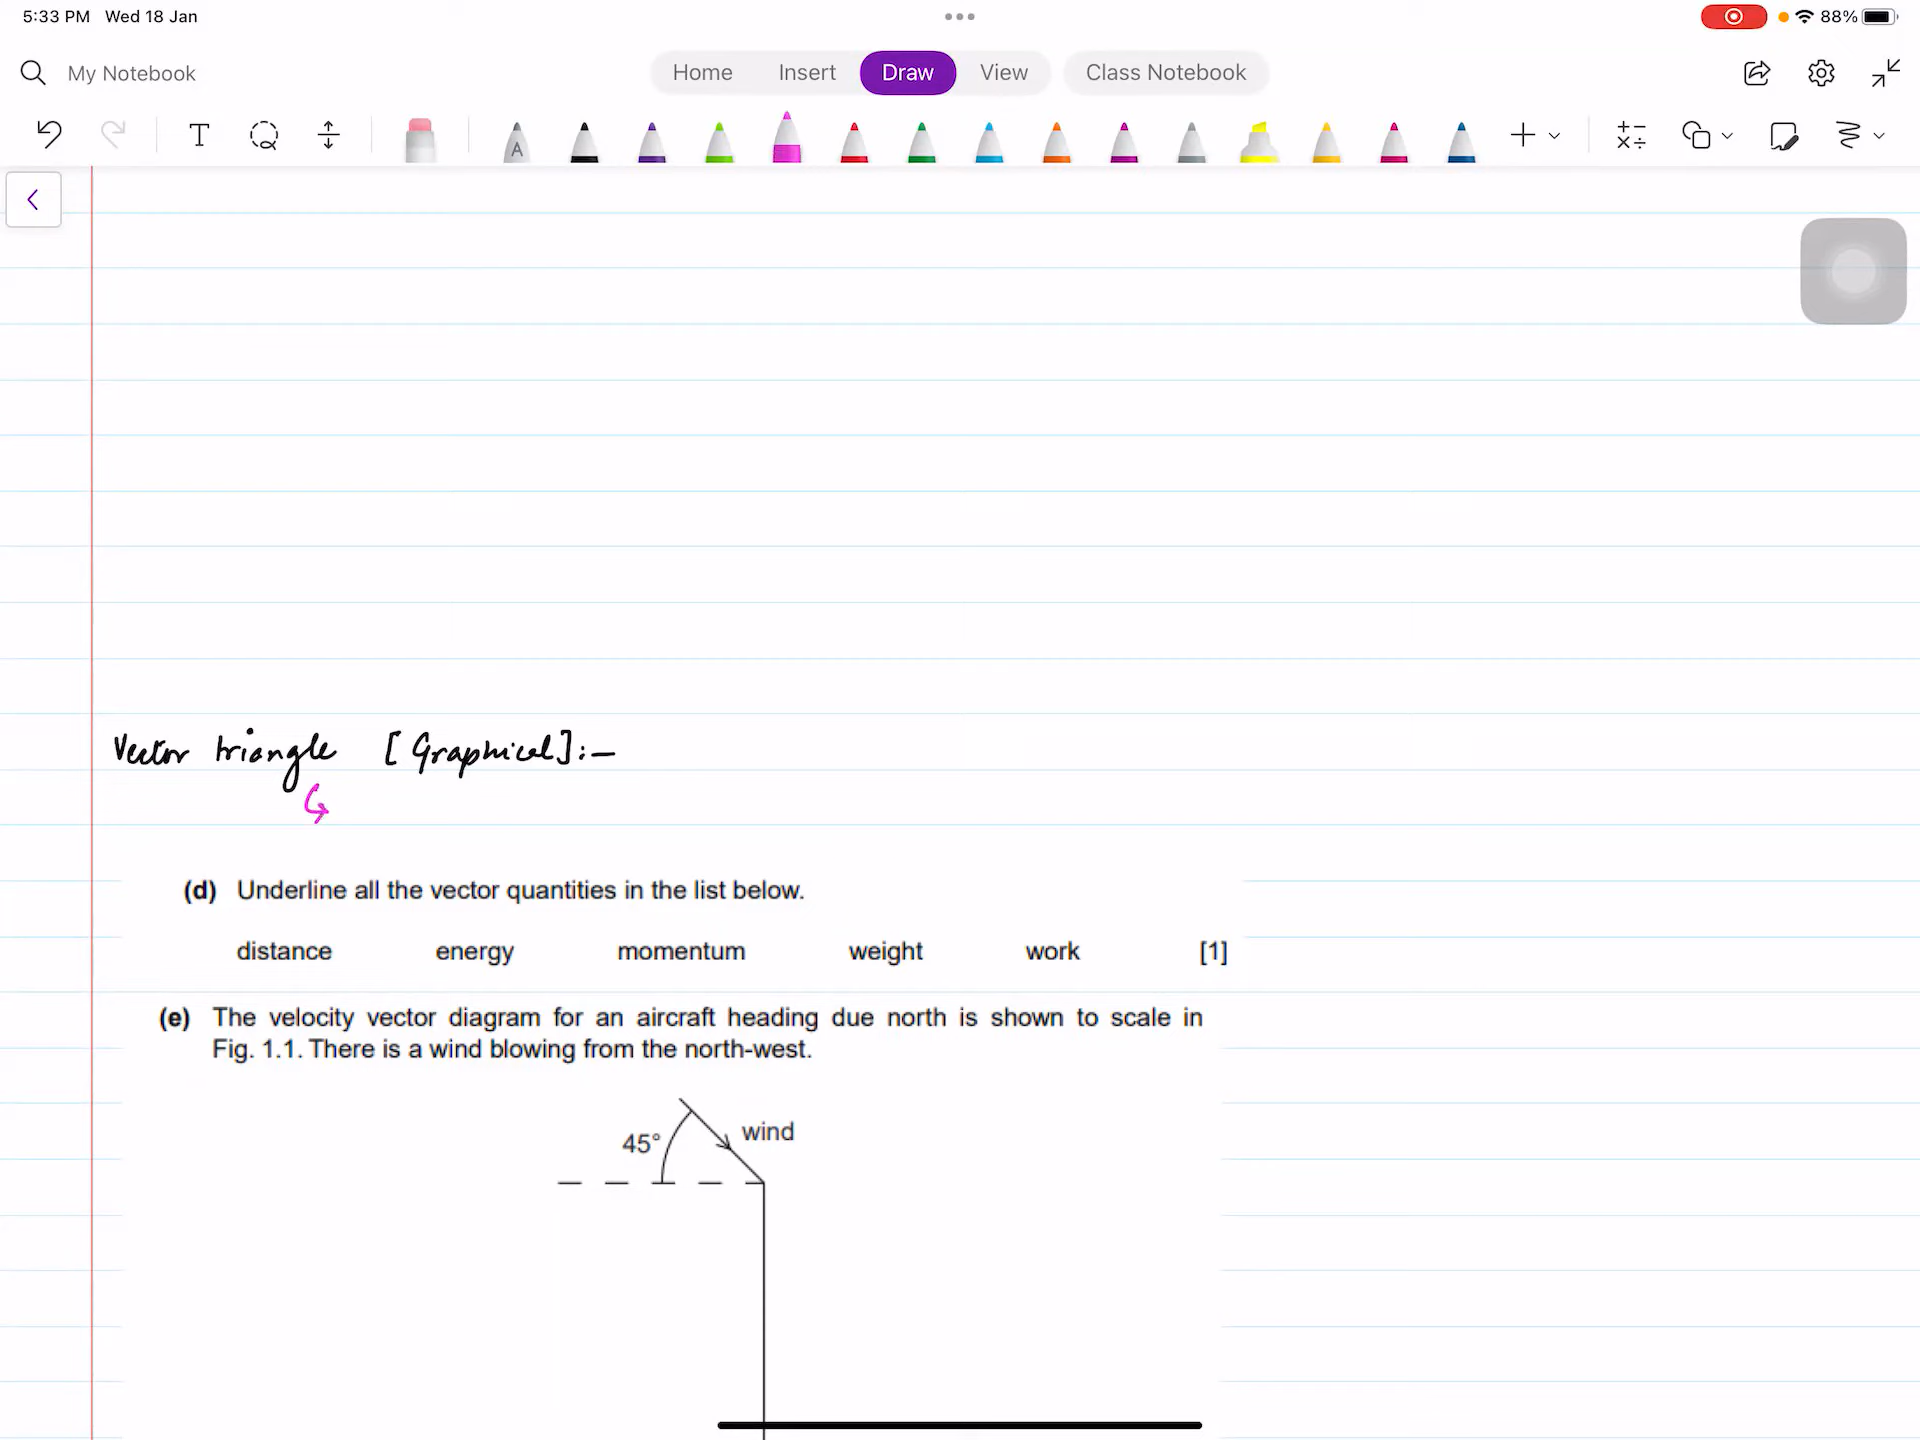 5:33 PM Wed 18 Jan
88%
My Notebook
Home Insert Draw View Class Notebook
T
A
Vector triangle [Graphical]:-
(d) Underline all the vector quantities in the list below.
distance energy momentum weight work [1]
(e) The velocity vector diagram for an aircraft heading due north is shown to scale in
Fig. 1.1. There is a wind blowing from the north-west.
45° wind